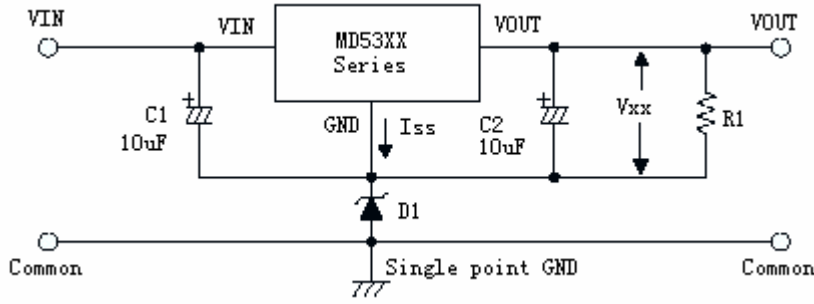 VIN
VIN
MD53XX
Series
VOUT
VOUT
C1
10uF
GND
Iss
C2
10uF
Vxx
R1
D1
Common
Single point GND
Common